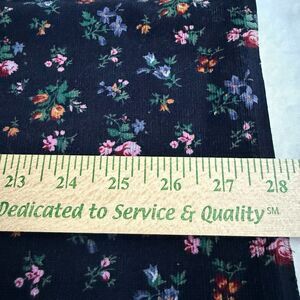 23 24 25 26 27 28
Dedicated to Service & Quality SM